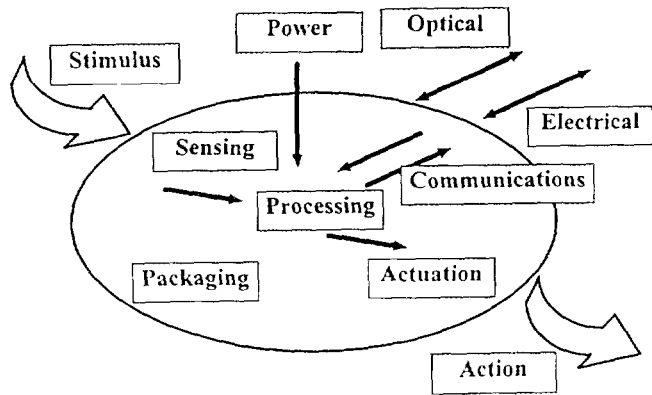 Power
Optical
Stimulus
Electrical
Sensing
Communications
Processing
Packaging
Actuation
Action